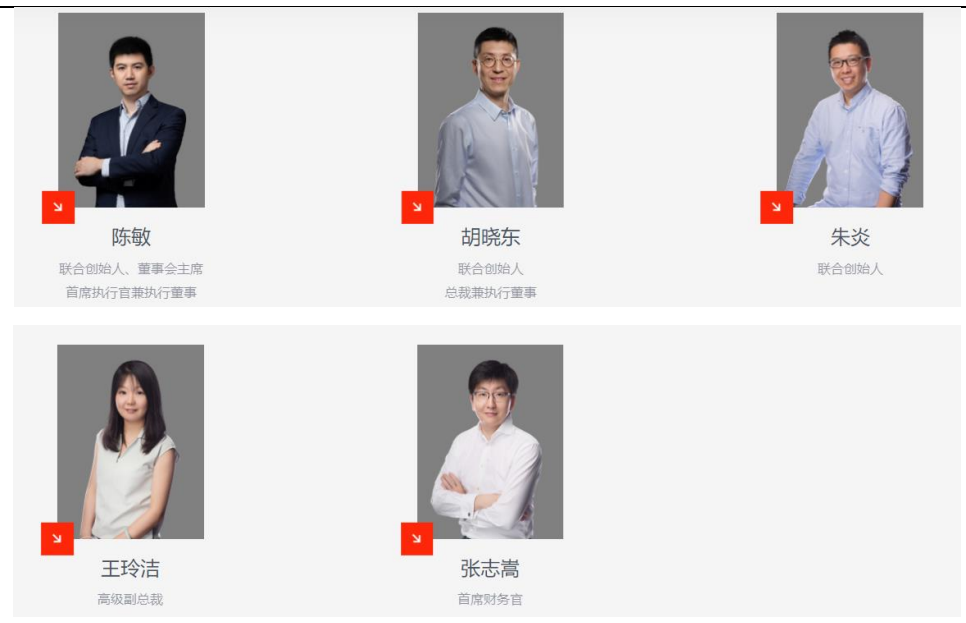 陈敏
联合创始人、董事会主席
首席执行官兼执行董事
胡晓东
联合创始人
总裁兼执行董事
朱炎
联合创始人
王玲洁
高级副总裁
张志嵩
首席财务官